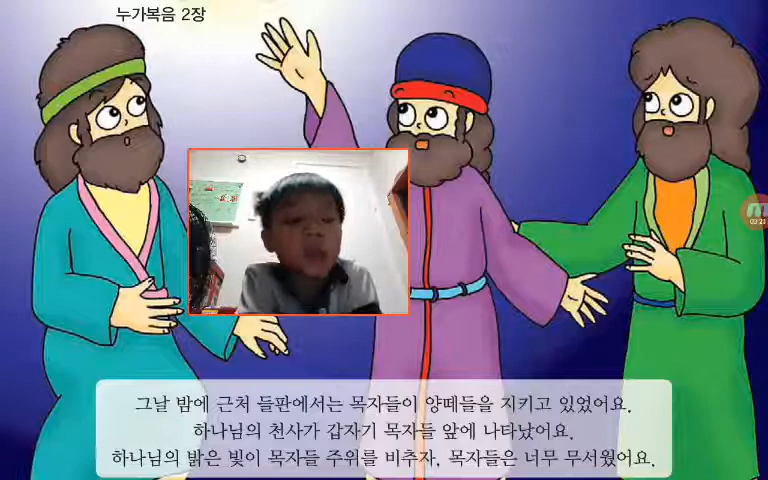 누가복음 2장
그날 밤에 근처 들판에서는 목자들이 양떼들을 지키고 있었어요.
하나님의 천사가 갑자기 목자들 앞에 나타났어요.
하나님의 밝은 빛이 목자들 주위를 비추자, 목자들은 너무 무서웠어요.